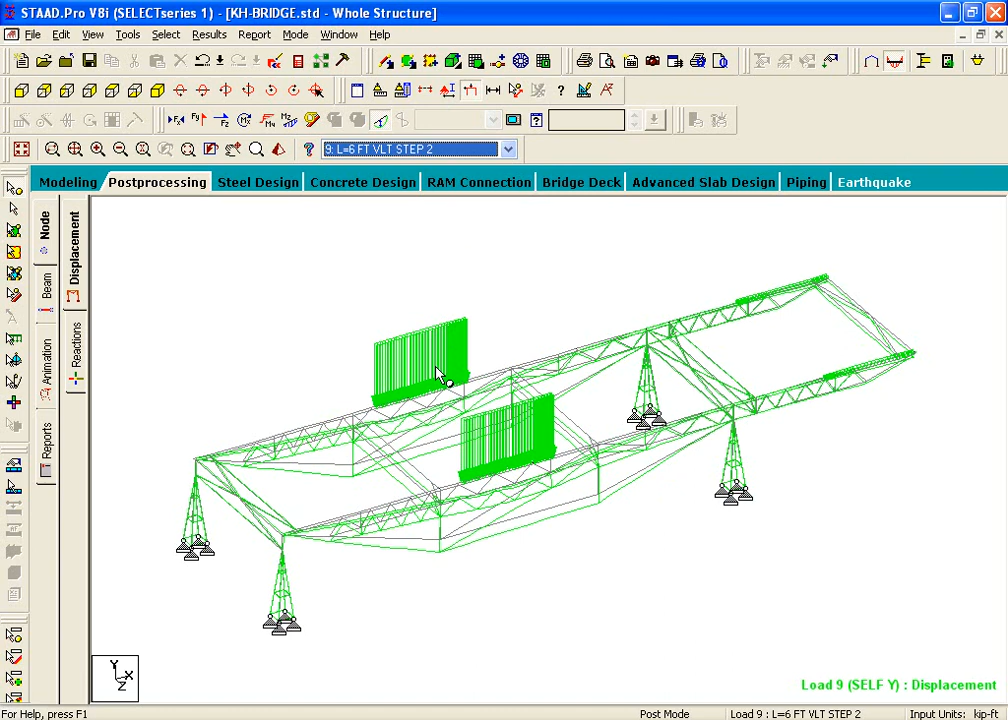 STAAD.Pro V8i (SELECTseries 1) - [KH-BRIDGE.std - Whole Structure]
File Edit View Tools Select Results Report Mode Window Help
9: L=6 FT VLT STEP 2
Modeling Postprocessing Steel Design Concrete Design RAM Connection Bridge Deck Advanced Slab Design Piping Earthquake
Node
Beam
Animation
Reports
Displacement
Reactions
Y
X
Z
Load 9 (SELF Y) : Displacement
For Help, press F1
Post Mode
Load 9 : L=6 FT VLT STEP 2
Input Units: kip-ft